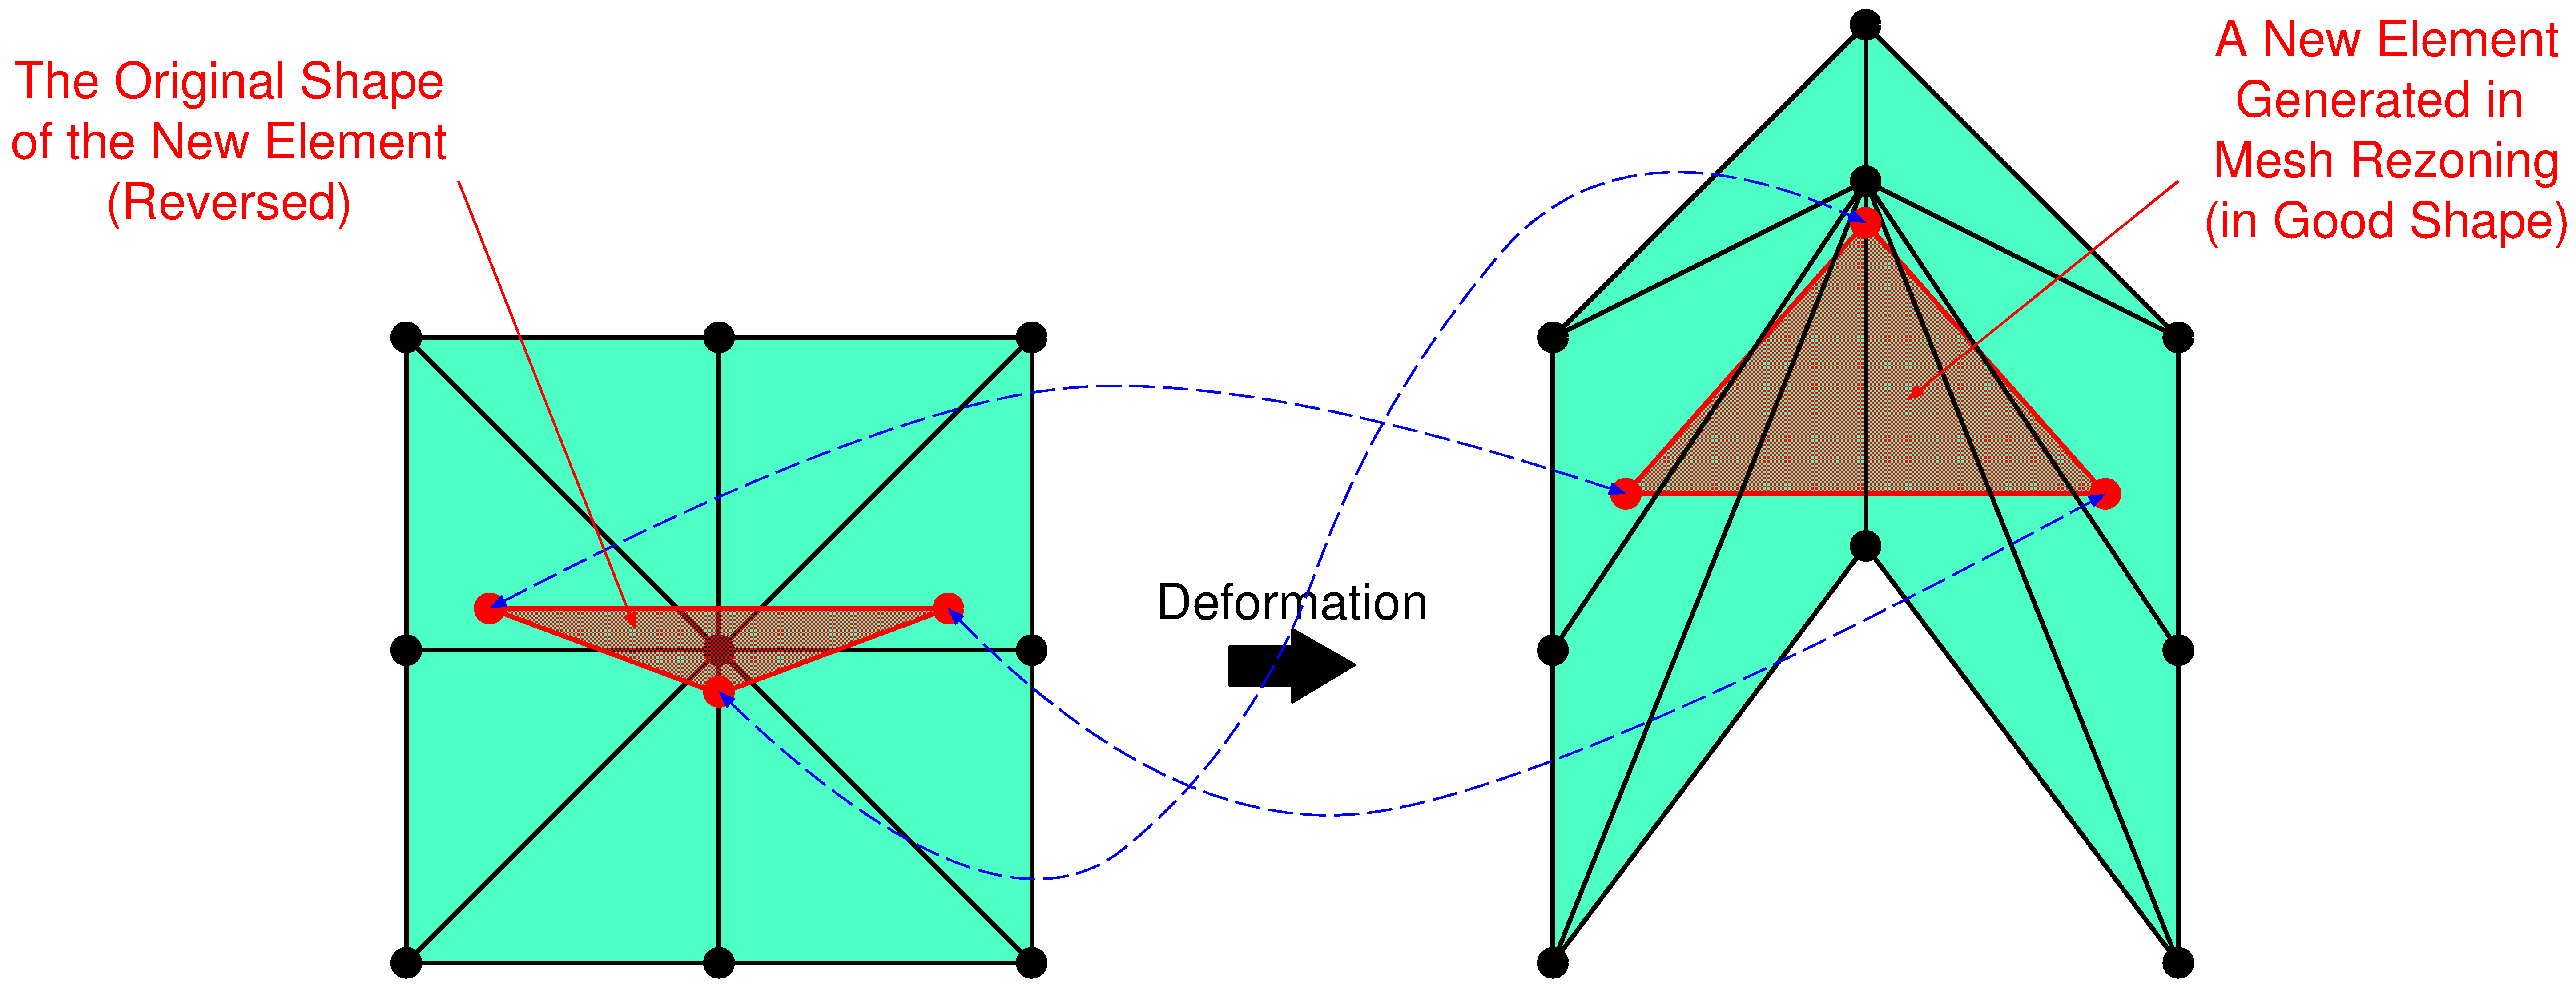 The Original Shape
of the New Element
(Reversed)
Deformation
A New Element
Generated in
Mesh Rezoning
(in Good Shape)